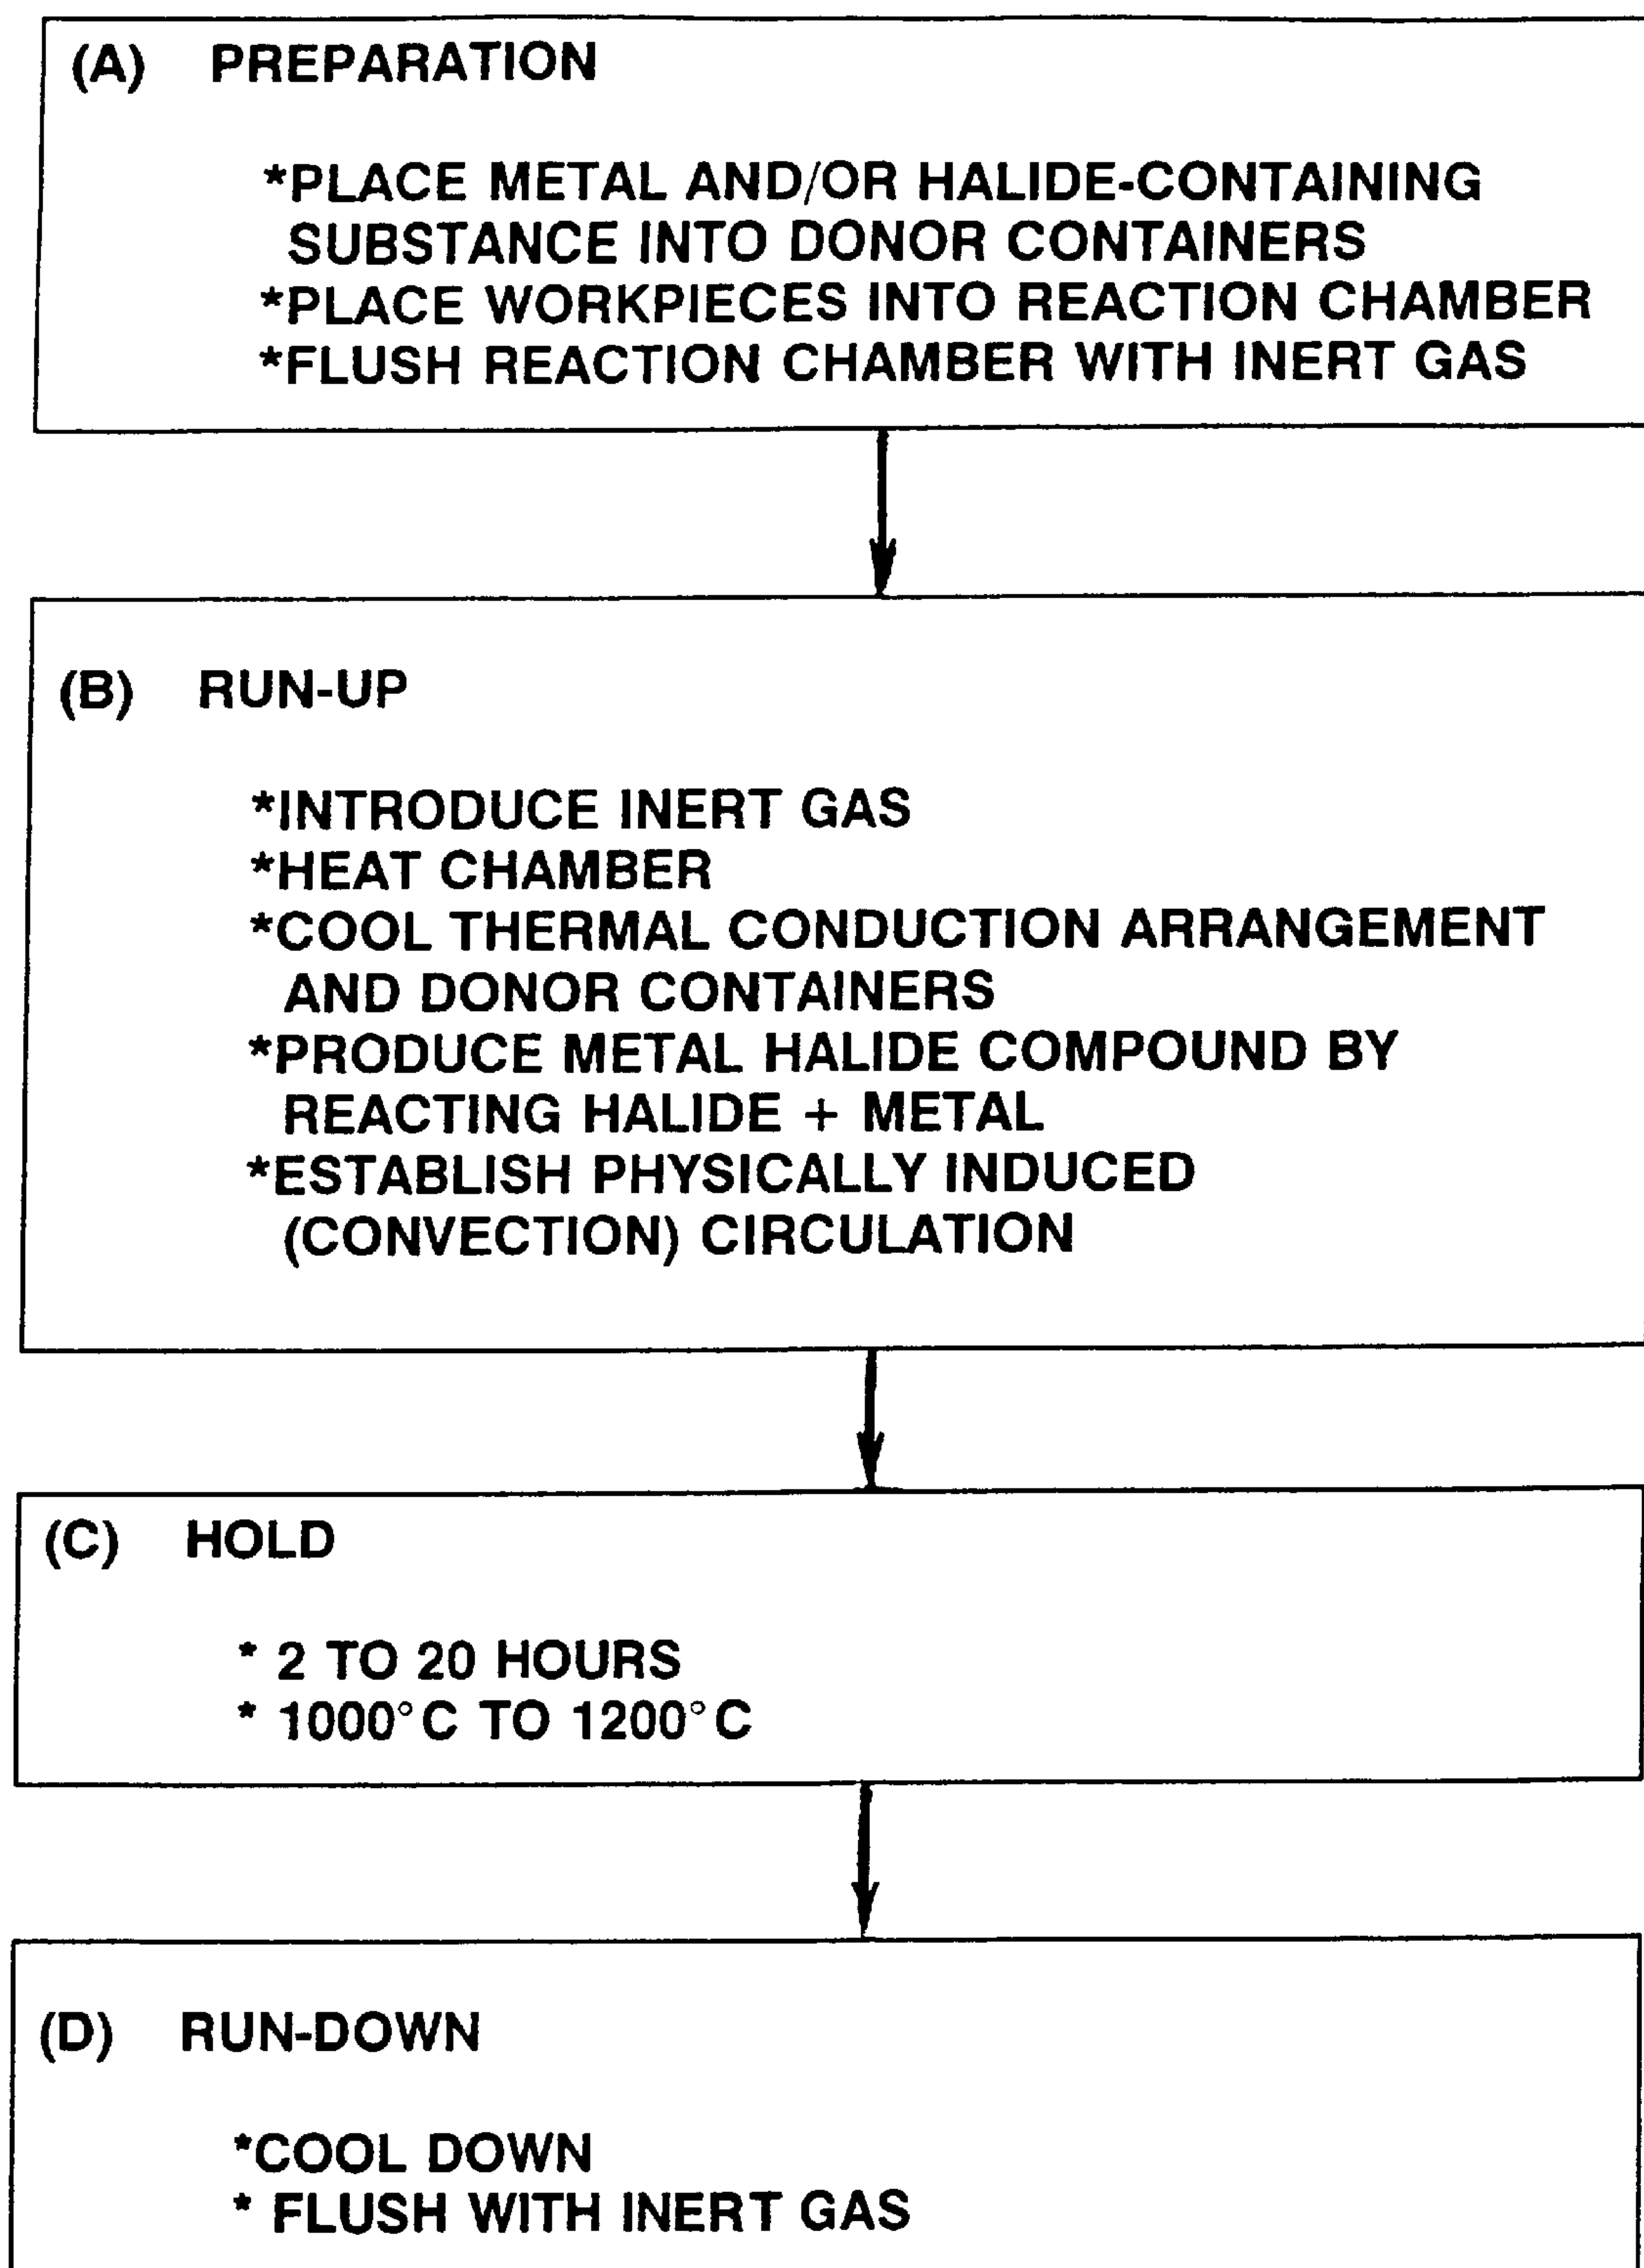 (A) PREPARATION
*PLACE METAL AND/OR HALIDE-CONTAINING
SUBSTANCE INTO DONOR CONTAINERS
*PLACE WORKPIECES INTO REACTION CHAMBER
*FLUSH REACTION CHAMBER WITH INERT GAS
(B) RUN-UP
*INTRODUCE INERT GAS
*HEAT CHAMBER
*COOL THERMAL CONDUCTION ARRANGEMENT
AND DONOR CONTAINERS
*PRODUCE METAL HALIDE COMPOUND BY
REACTING HALIDE + METAL
*ESTABLISH PHYSICALLY INDUCED
(CONVECTION) CIRCULATION
(C) HOLD
* 2 TO 20 HOURS
* 1000°C TO 1200°C
(D) RUN-DOWN
*COOL DOWN
* FLUSH WITH INERT GAS